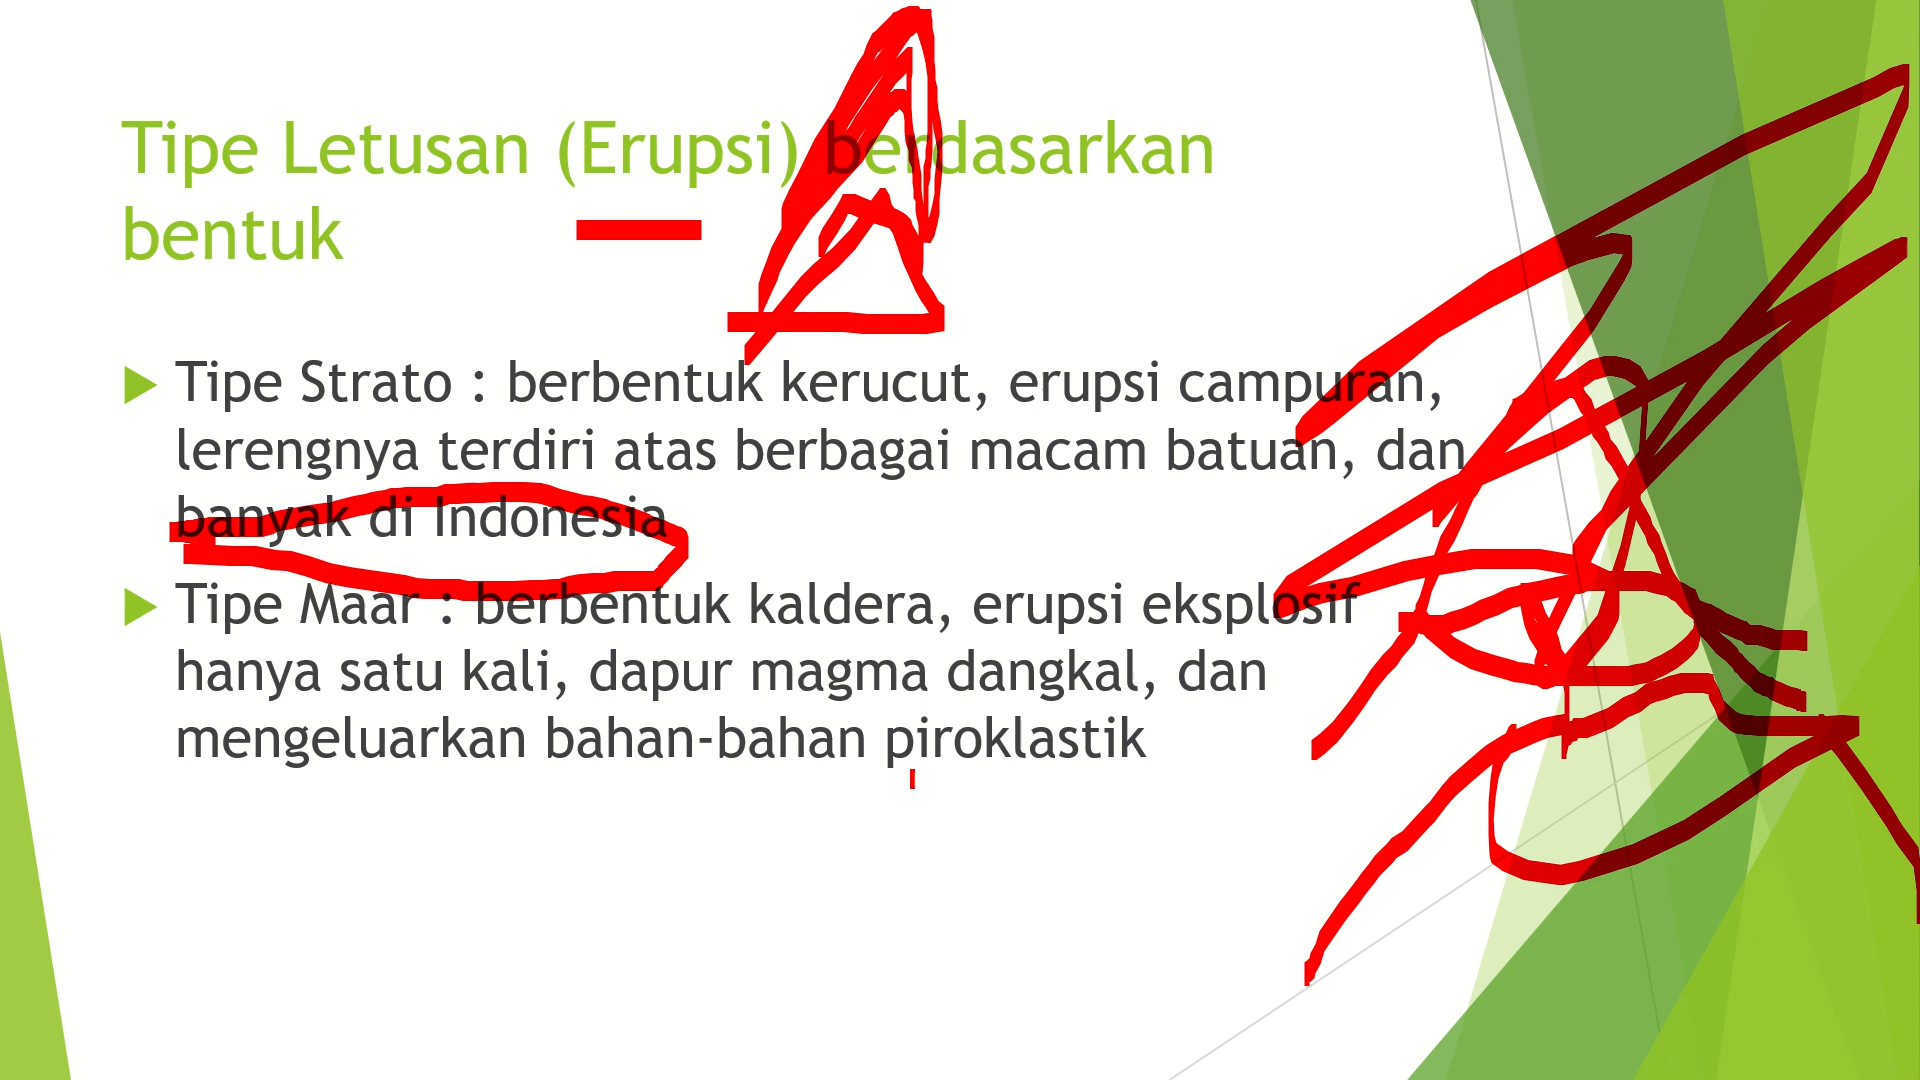 Tipe Letusan (Erupsi) berdasarkan
bentuk
Tipe Strato : berbentuk kerucut, erupsi campuran,
lerengnya terdiri atas berbagai macam batuan, dan
banyak di Indonesia
Tipe Maar : berbentuk kaldera, erupsi eksplosif
hanya satu kali, dapur magma dangkal, dan
mengeluarkan bahan-bahan piroklastik